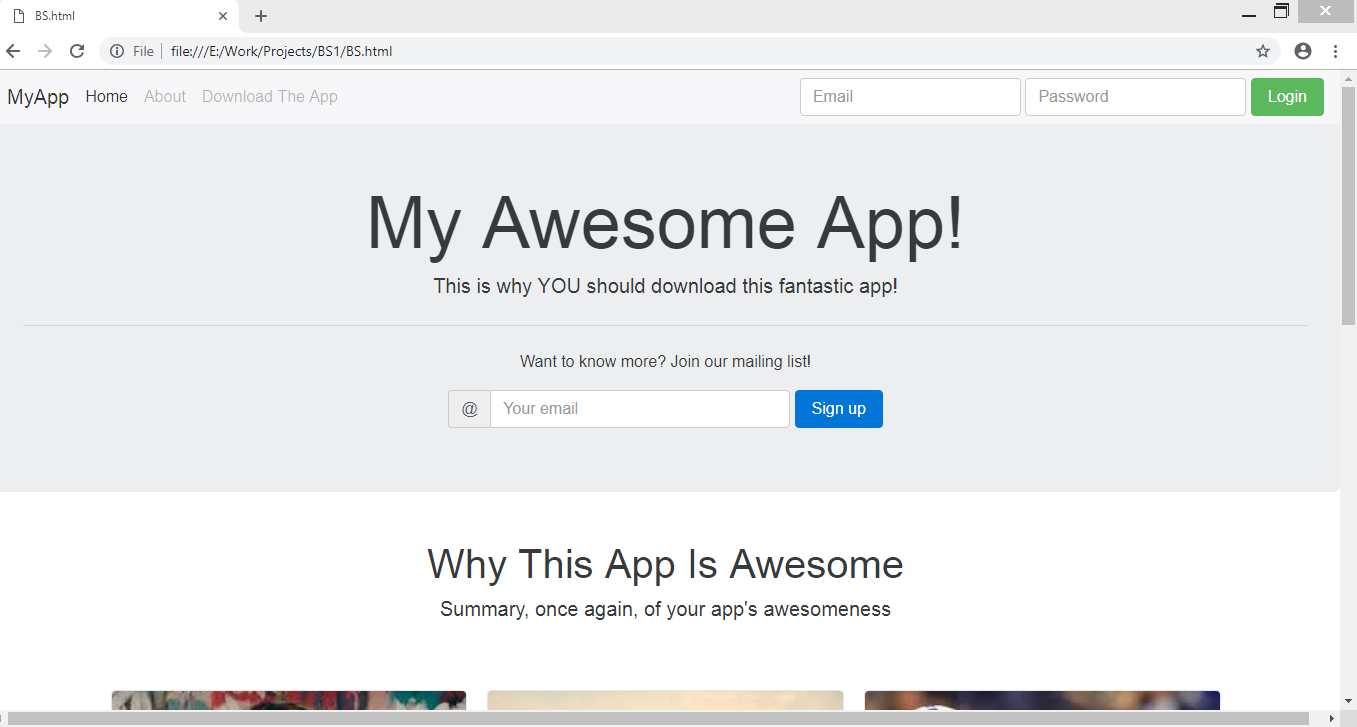 BS.html
File file:///E:/Work/Projects/BS1/BS.html
MyApp Home About Download The App Email Password Login
My Awesome App!
This is why YOU should download this fantastic app!
Want to know more? Join our mailing list!
@ Your email Sign up
Why This App Is Awesome
Summary, once again, of your app's awesomeness